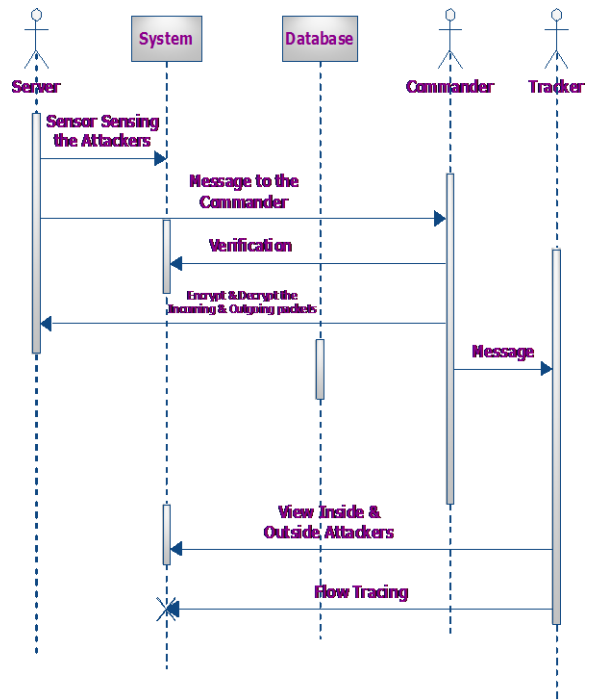 System
Database
Server
Commander
Tracker
Sensor Sensing
the Attackers
Message to the
Commander
Verification
Encrypt & Decrypt the
Incouring & Outgoing packets
Message
View Inside &
Outside Attackers
Flow Tracing